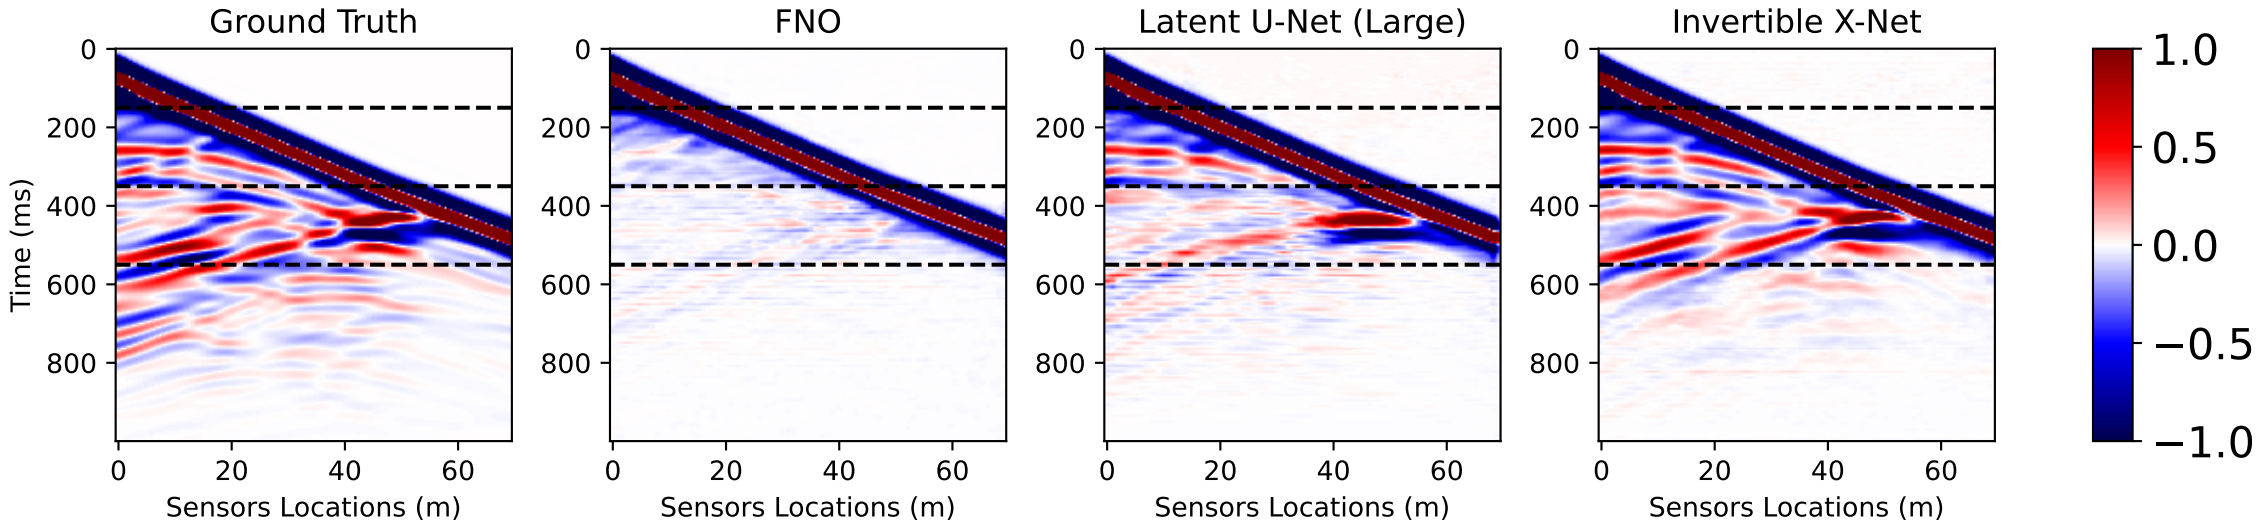 Ground Truth
FNO
Latent U-Net (Large)
Invertible X-Net
0
200
400
600
800
Time (ms)
0 20 40 60
Sensors Locations (m)
0
200
400
600
800
0 20 40 60
Sensors Locations (m)
0
200
400
600
800
0 20 40 60
Sensors Locations (m)
0
200
400
600
800
0 20 40 60
Sensors Locations (m)
1.0
0.5
0.0
−0.5
−1.0